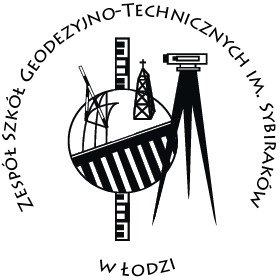 Zespół Szkół Geodezyjno-Technicznych im. Sybiraków
w Łodzi